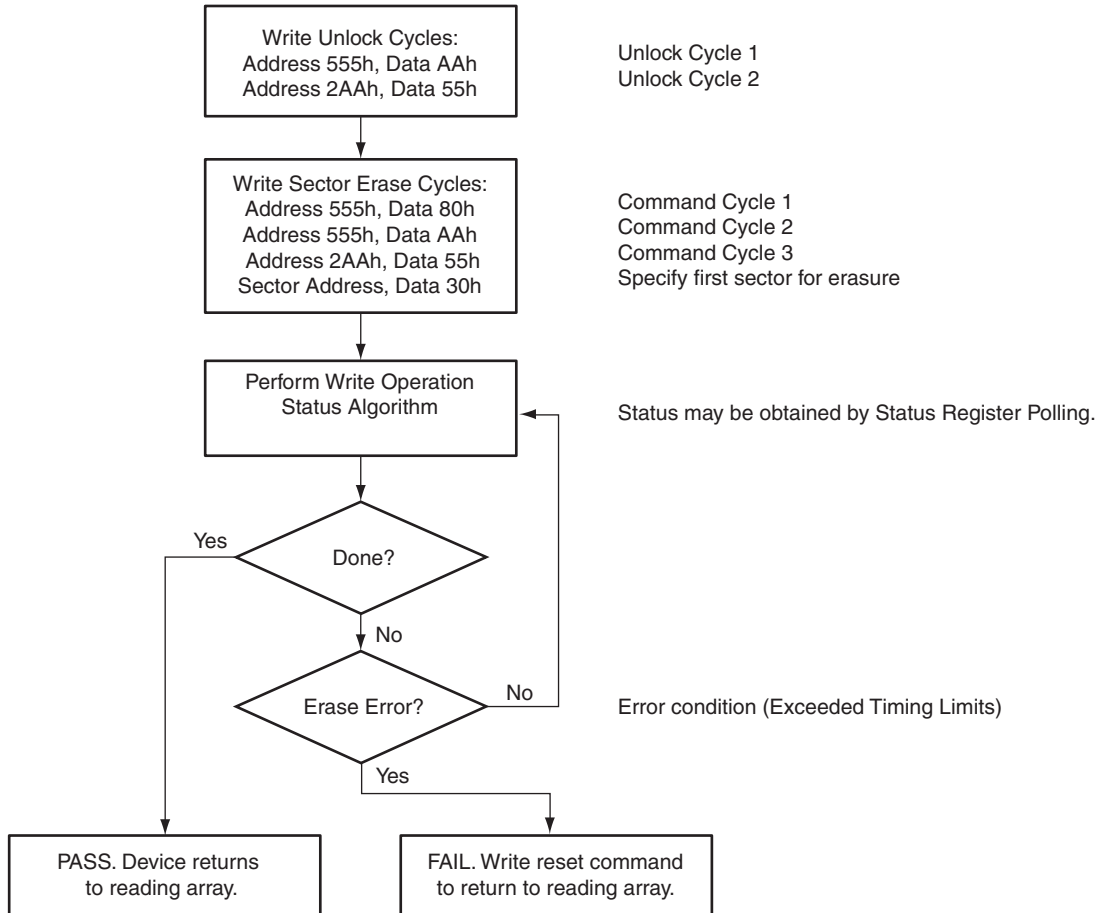 Write Unlock Cycles:
Address 555h, Data AAh
Address 2AAh, Data 55h
Unlock Cycle 1
Unlock Cycle 2
Write Sector Erase Cycles:
Address 555h, Data 80h
Address 555h, Data AAh
Address 2AAh, Data 55h
Sector Address, Data 30h
Command Cycle 1
Command Cycle 2
Command Cycle 3
Specify first sector for erasure
Perform Write Operation
Status Algorithm
Status may be obtained by Status Register Polling.
Yes
Done?
No
Erase Error?
No
Error condition (Exceeded Timing Limits)
Yes
PASS. Device returns
to reading array.
FAIL. Write reset command
to return to reading array.